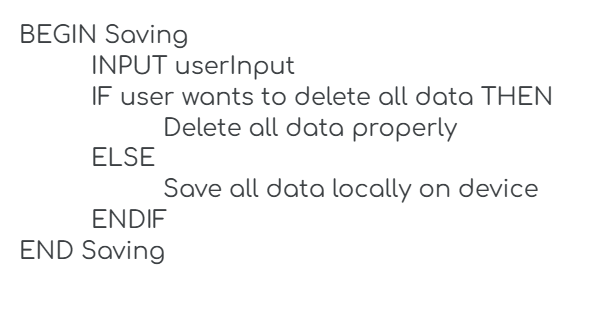 BEGIN Saving
INPUT userInput
IF user wants to delete all data THEN
Delete all data properly
ELSE
Save all data locally on device
ENDIF
END Saving